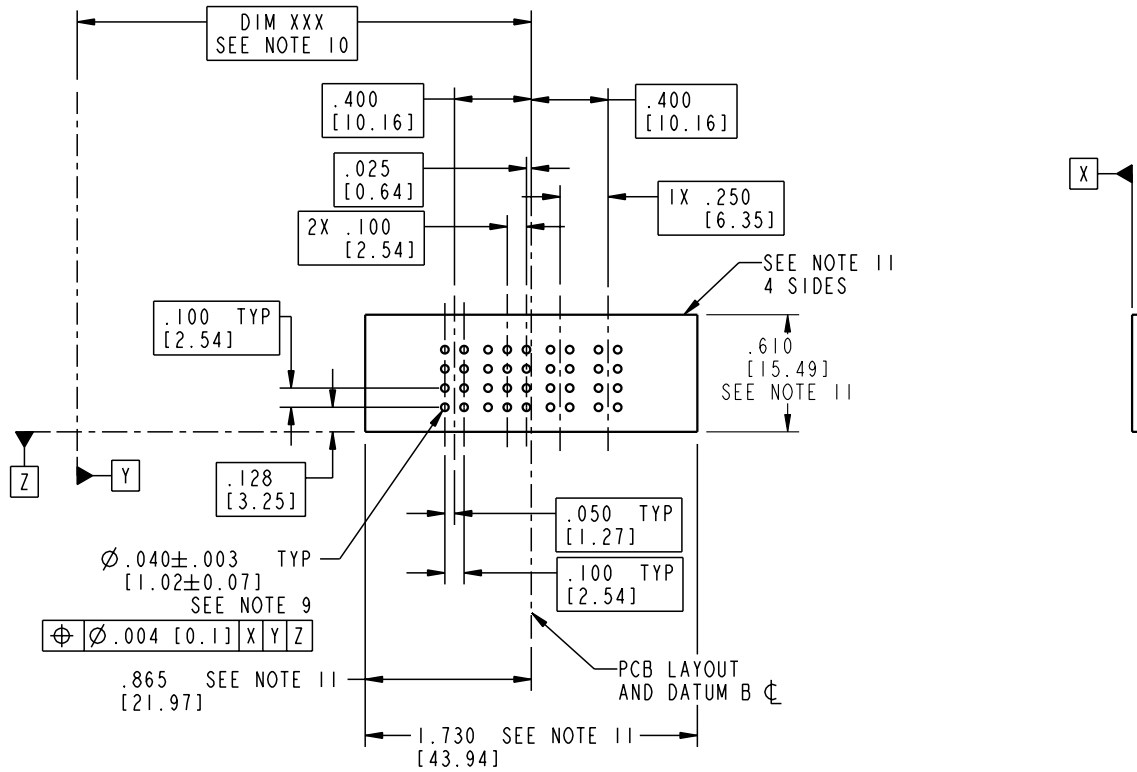 DIM XXX
SEE NOTE 10
.400
[10.16]
.400
[10.16]
.025
[0.64]
X
1X .250
[6.35]
2X .100
[2.54]
SEE NOTE 11
4 SIDES
.100 TYP
[2.54]
.610
[15.49]
SEE NOTE 11
Z
Y
.128
[3.25]
.050 TYP
[1.27]
Ø.040±.003 TYP
[1.02±0.07]
SEE NOTE 9
.100 TYP
[2.54]
⌖ Ø.004 [0.1] X Y Z
.865 SEE NOTE 11
[21.97]
PCB LAYOUT
AND DATUM B ℄
1.730 SEE NOTE 11
[43.94]